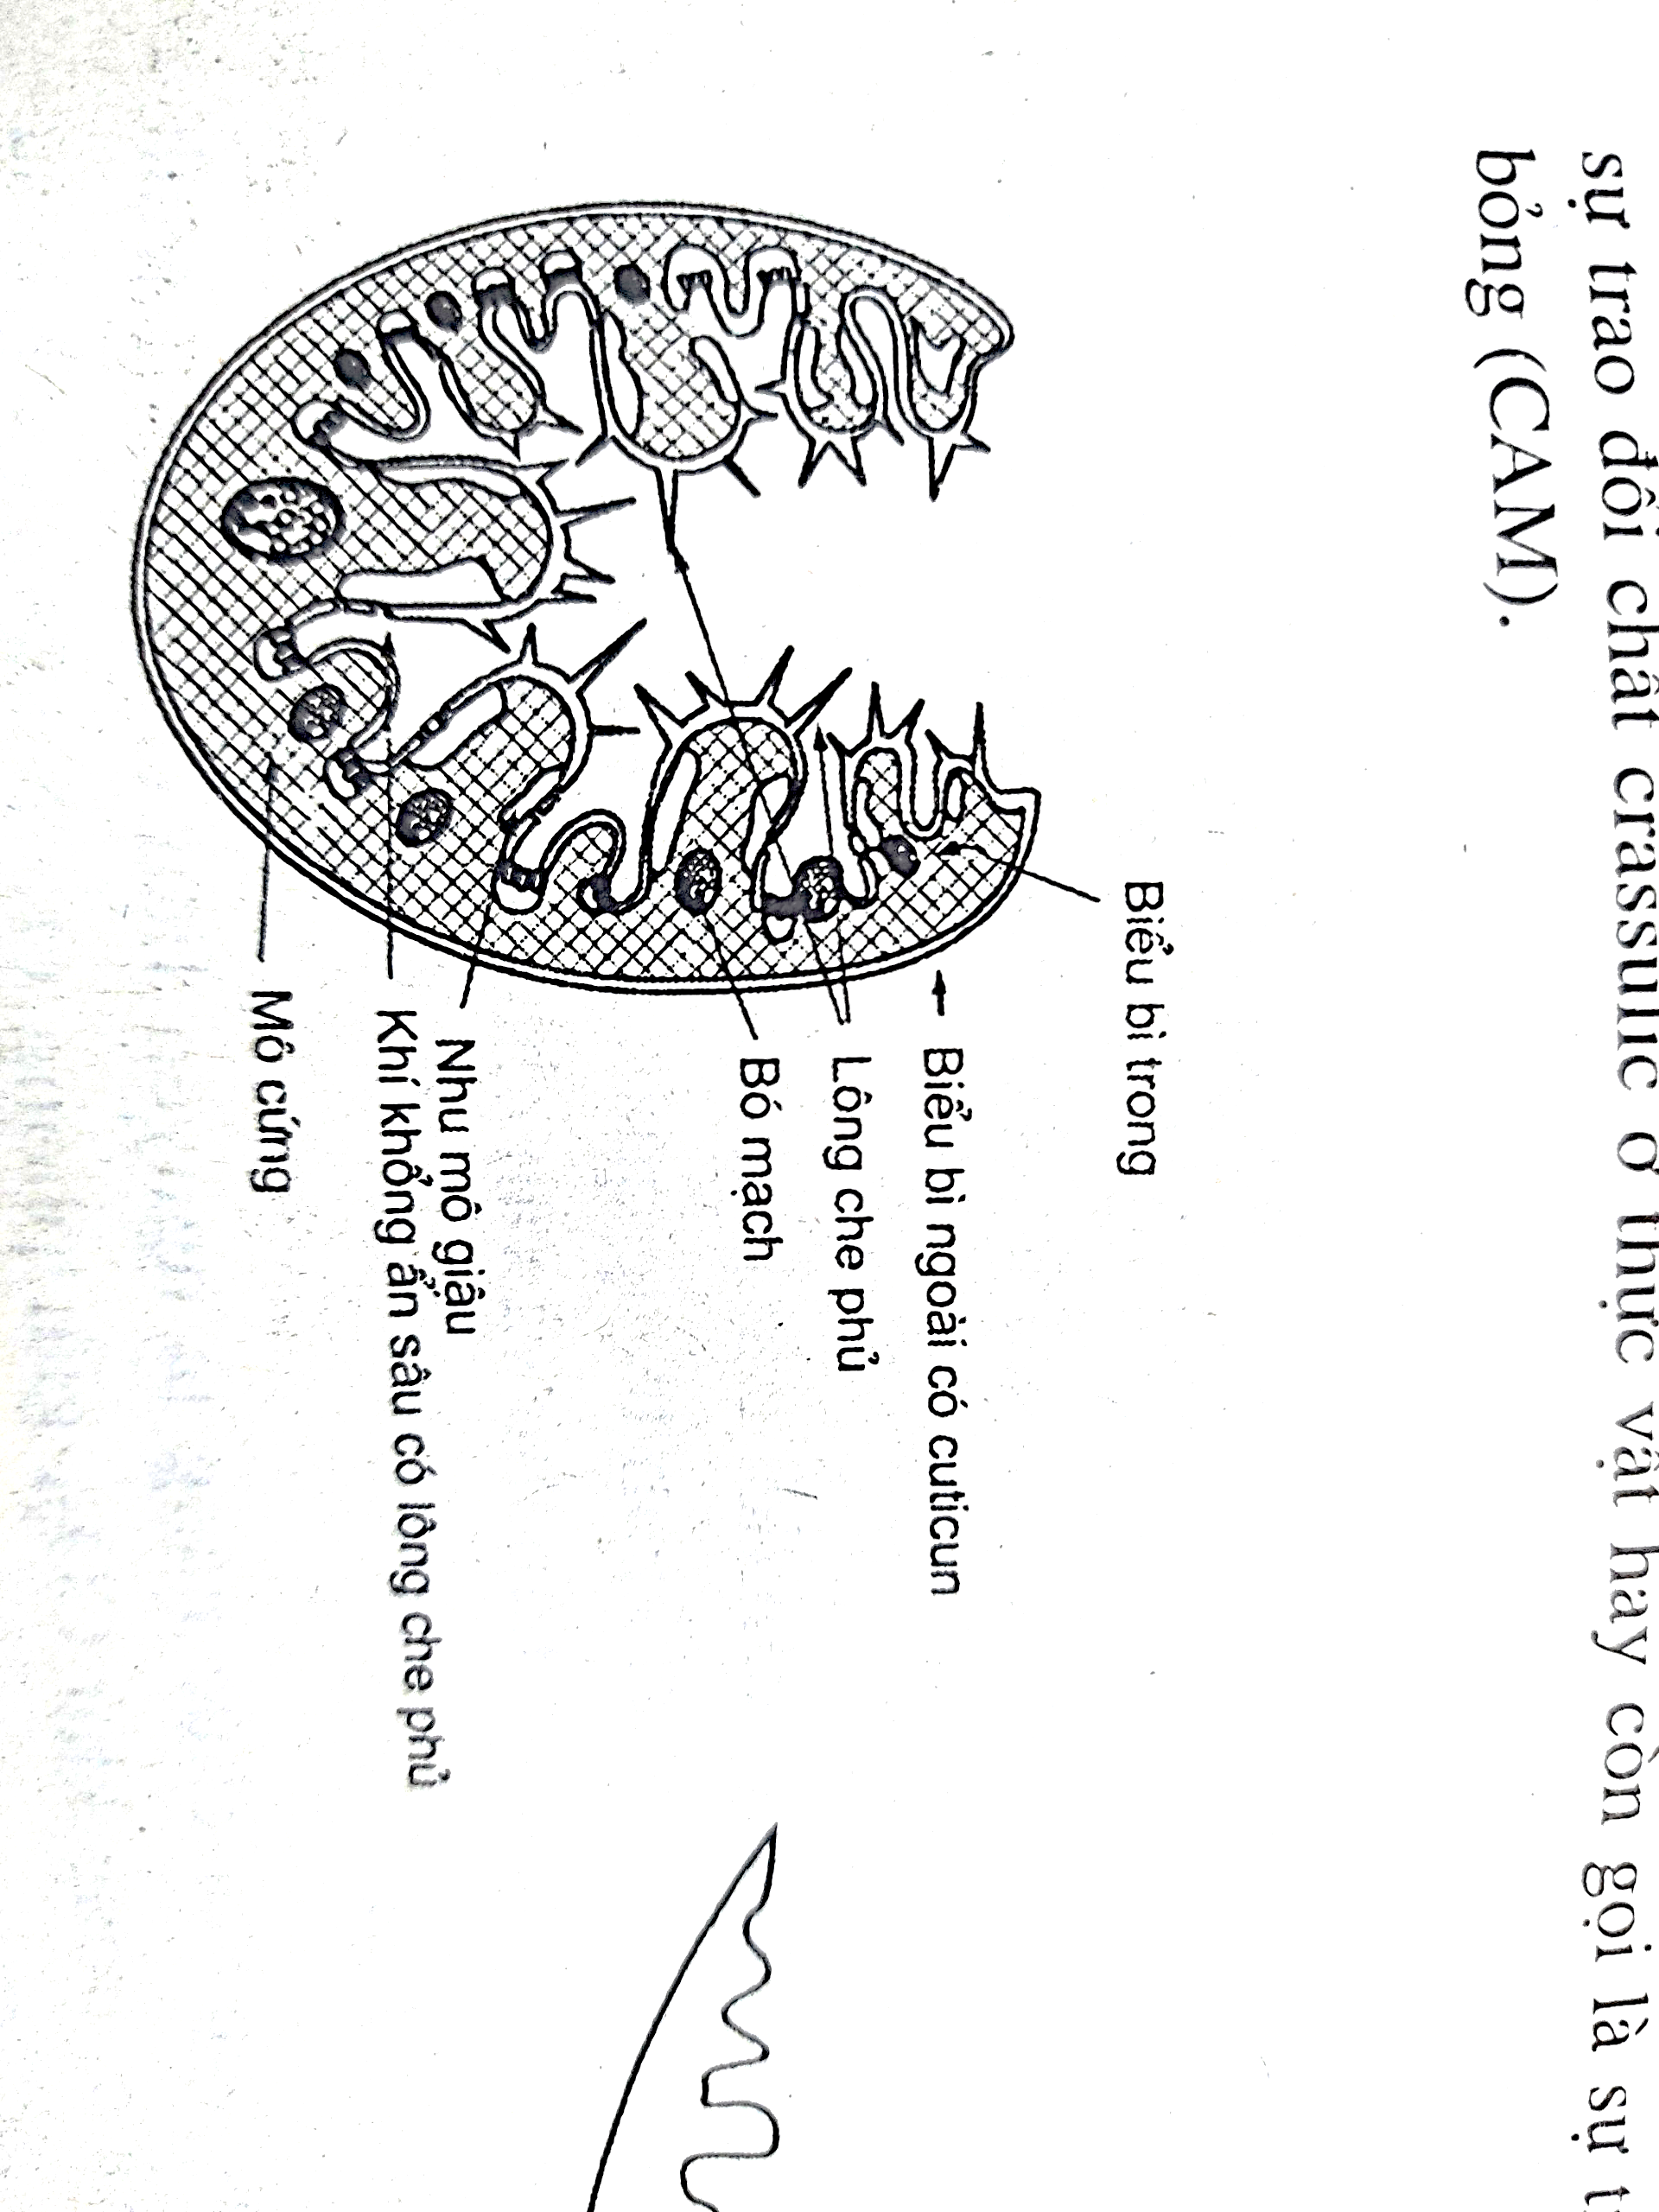 sự trao đổi chất crassulic ở thực vật hay còn gọi là sự
bỏng (CAM).
Biểu bì trong
Biểu bì ngoài có cuticun
Lông che phủ
Bó mạch
Nhu mô giậu
Khí khổng ẩn sâu có lông che phủ
Mô cứng